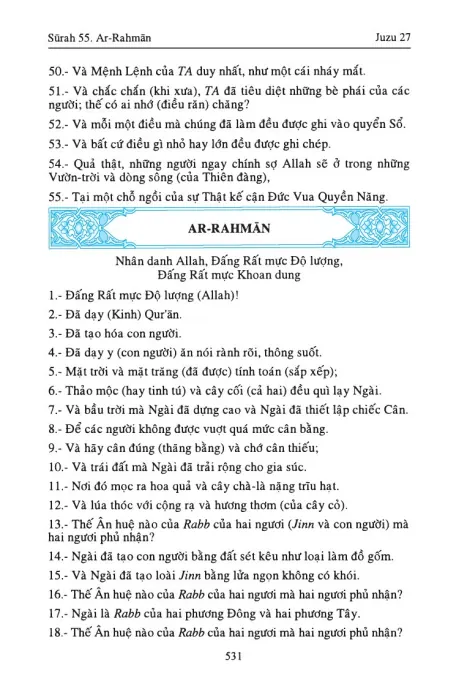 Sūrah 55. Ar-Rahmān Juzu 27
50.- Và Mệnh Lệnh của TA duy nhất, như một cái nháy mắt.
51.- Và chắc chắn (khi xưa), TA đã tiêu diệt những bè phái của các
người; thế có ai nhớ (điều răn) chăng?
52.- Và mỗi một điều mà chúng đã làm đều được ghi vào quyển Sổ.
53.- Và bất cứ điều gì nhỏ hay lớn đều được ghi chép.
54.- Quả thật, những người ngay chính sợ Allah sẽ ở trong những
Vườn-trời và dòng sông (của Thiên đàng),
55.- Tại một chỗ ngồi của sự Thật kế cận Đức Vua Quyền Năng.
AR-RAHMĀN
Nhân danh Allah, Đấng Rất mực Độ lượng,
Đấng Rất mực Khoan dung
1.- Đấng Rất mực Độ lượng (Allah)!
2.- Đã dạy (Kinh) Qur'ān.
3.- Đã tạo hóa con người.
4.- Đã dạy y (con người) ăn nói rành rõi, thông suốt.
5.- Mặt trời và mặt trăng (đã được) tính toán (sắp xếp);
6.- Thảo mộc (hay tinh tú) và cây cối (cả hai) đều quì lạy Ngài.
7.- Và bầu trời mà Ngài đã dựng cao và Ngài đã thiết lập chiếc Cân.
8.- Để các người không được vượt quá mức cân bằng.
9.- Và hãy cân đúng (thăng bằng) và chớ cân thiếu;
10.- Và trái đất mà Ngài đã trải rộng cho gia súc.
11.- Nơi đó mọc ra hoa quả và cây chà-là nặng trĩu hạt.
12.- Và lúa thóc với cộng rạ và hương thơm (của cây cỏ).
13.- Thế Ân huệ nào của Rabb của hai ngươi (Jinn và con người) mà
hai ngươi phủ nhận?
14.- Ngài đã tạo con người bằng đất sét kêu như loại làm đồ gốm.
15.- Và Ngài đã tạo loài Jinn bằng lửa ngọn không có khói.
16.- Thế Ân huệ nào của Rabb của hai ngươi mà hai ngươi phủ nhận?
17.- Ngài là Rabb của hai phương Đông và hai phương Tây.
18.- Thế Ân huệ nào của Rabb của hai ngươi mà hai ngươi phủ nhận?
531